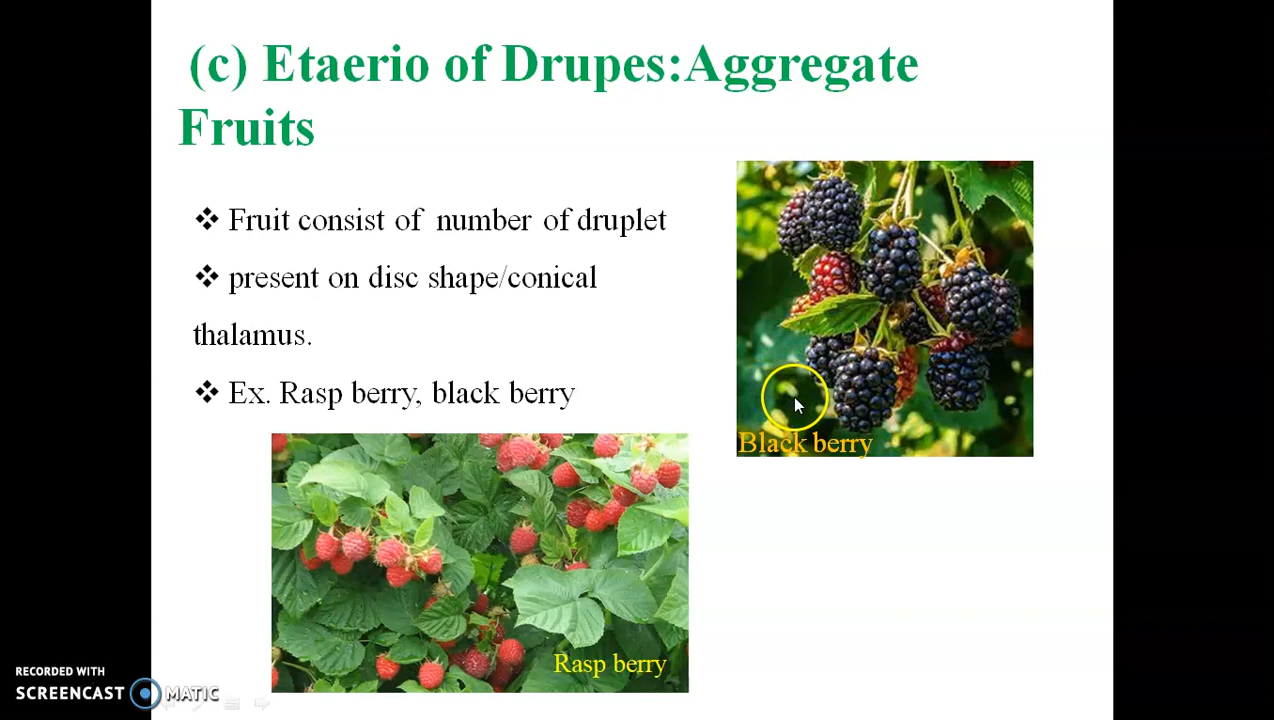 (c) Etaerio of Drupes:Aggregate
Fruits
❖ Fruit consist of number of druplet
❖ present on disc shape/conical
thalamus.
❖ Ex. Rasp berry, black berry
Black berry
Rasp berry
RECORDED WITH
SCREENCAST MATIC